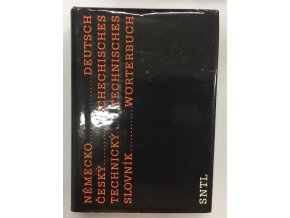 NĚMECKO..........DEUTSCH
ČESKÝ..........TSCHECHISCHES
TECHNICKÝ....TECHNISCHES
SLOVNÍK..........WÖRTERBUCH
SNTL